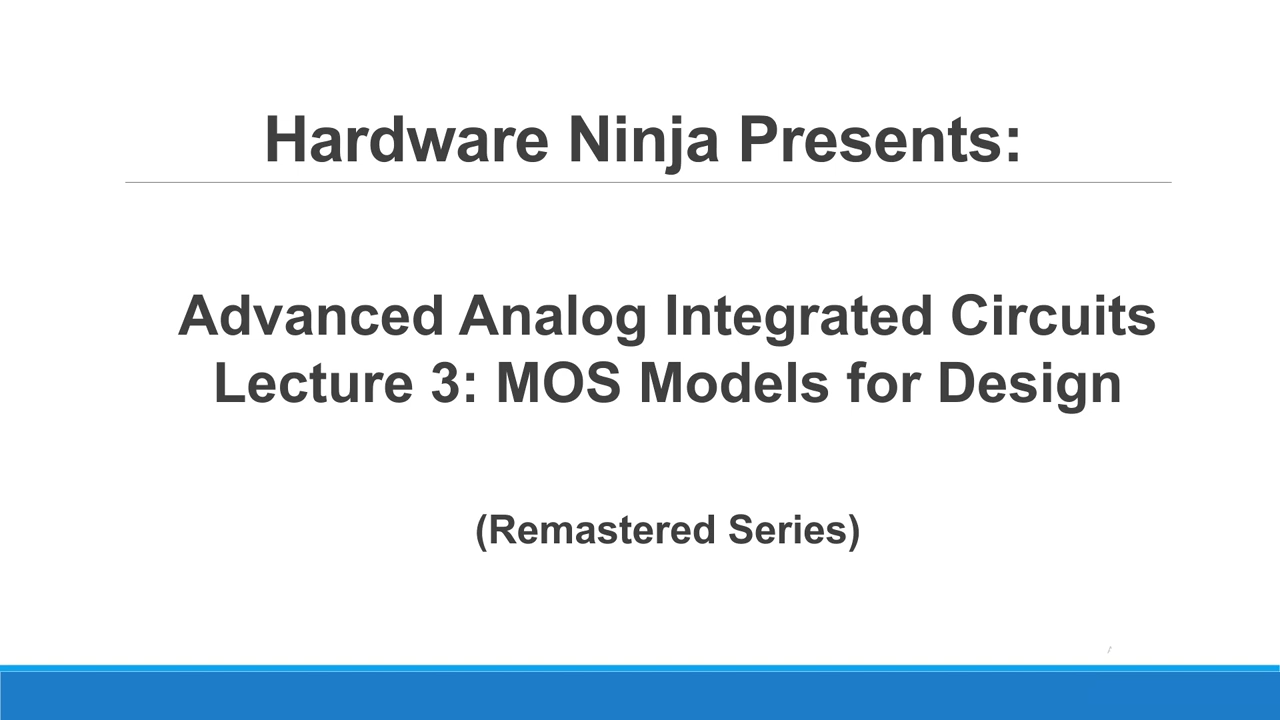 Hardware Ninja Presents:
Advanced Analog Integrated Circuits
Lecture 3: MOS Models for Design
(Remastered Series)